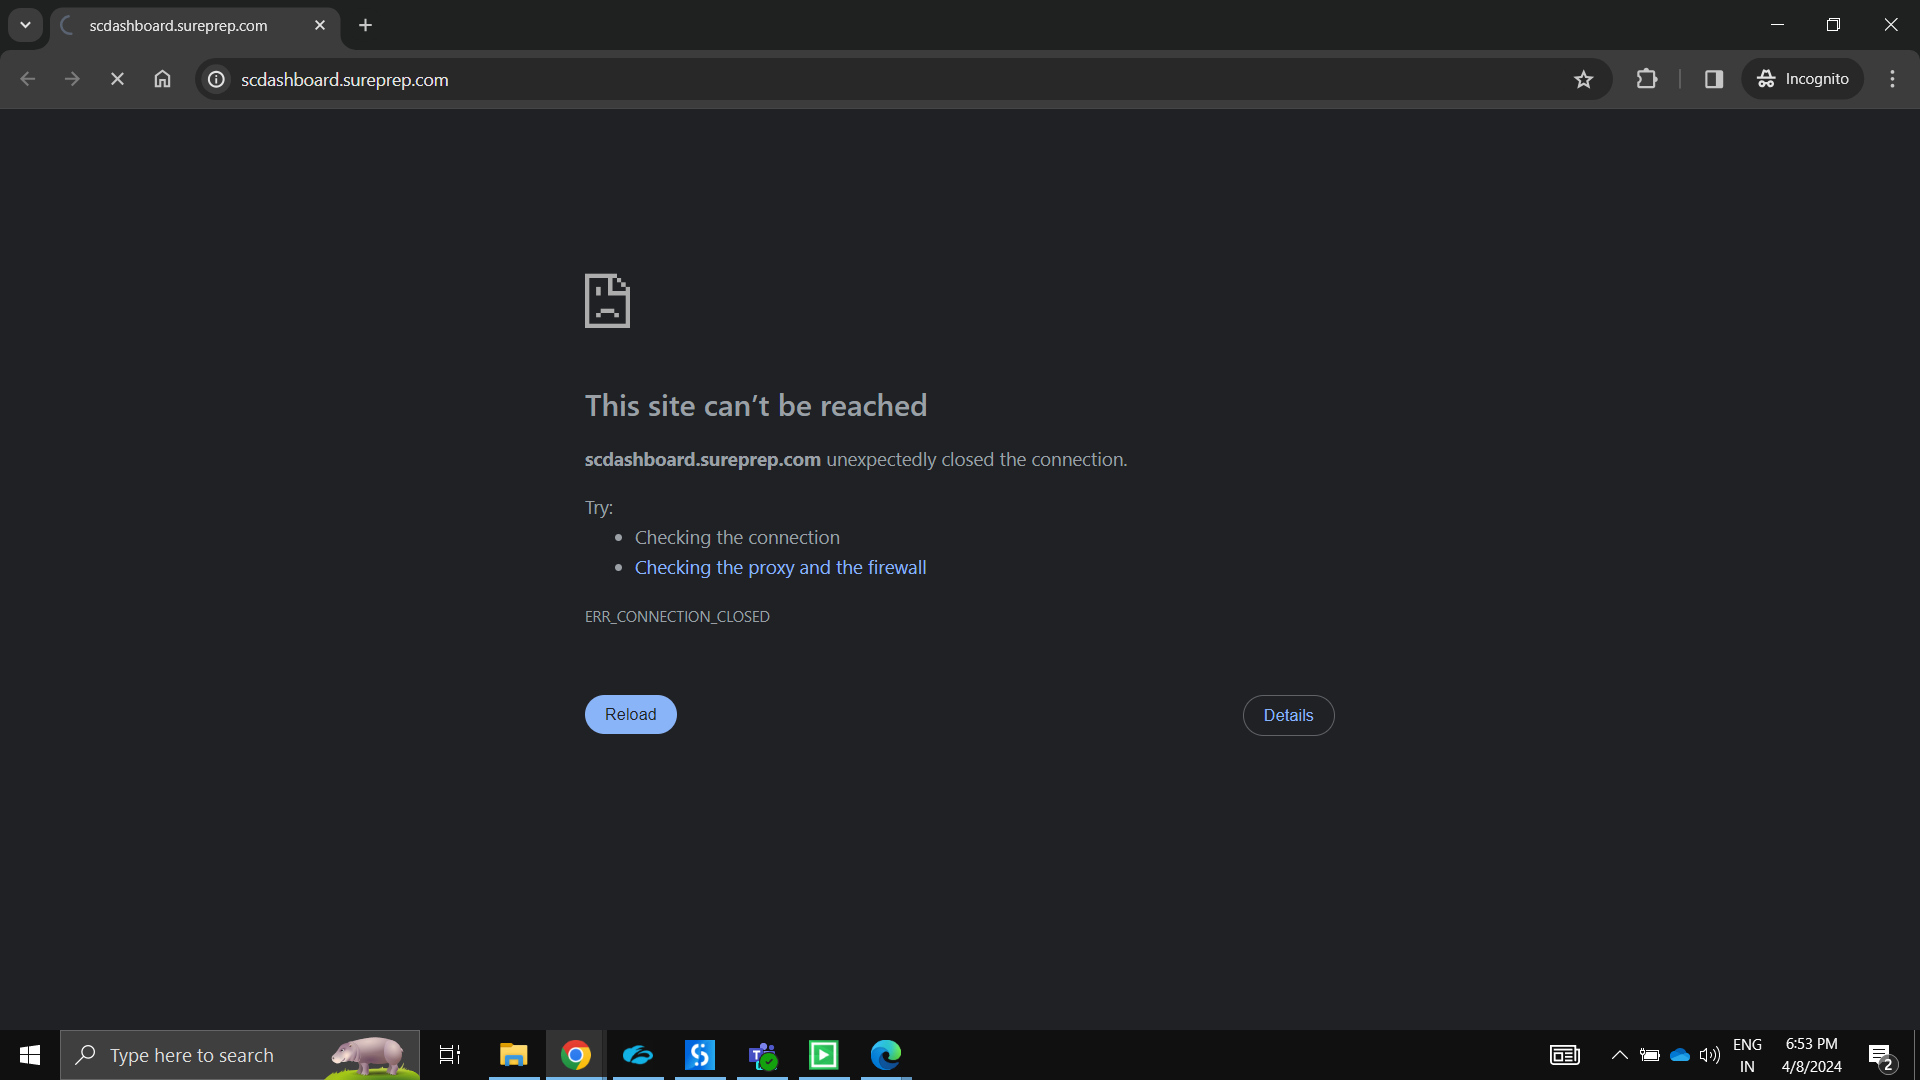 scdashboard.sureprep.com
scdashboard.sureprep.com
Incognito
This site can’t be reached
scdashboard.sureprep.com unexpectedly closed the connection.
Try:
• Checking the connection
• Checking the proxy and the firewall
ERR_CONNECTION_CLOSED
Reload
Details
Type here to search
ENG
IN
6:53 PM
4/8/2024
2